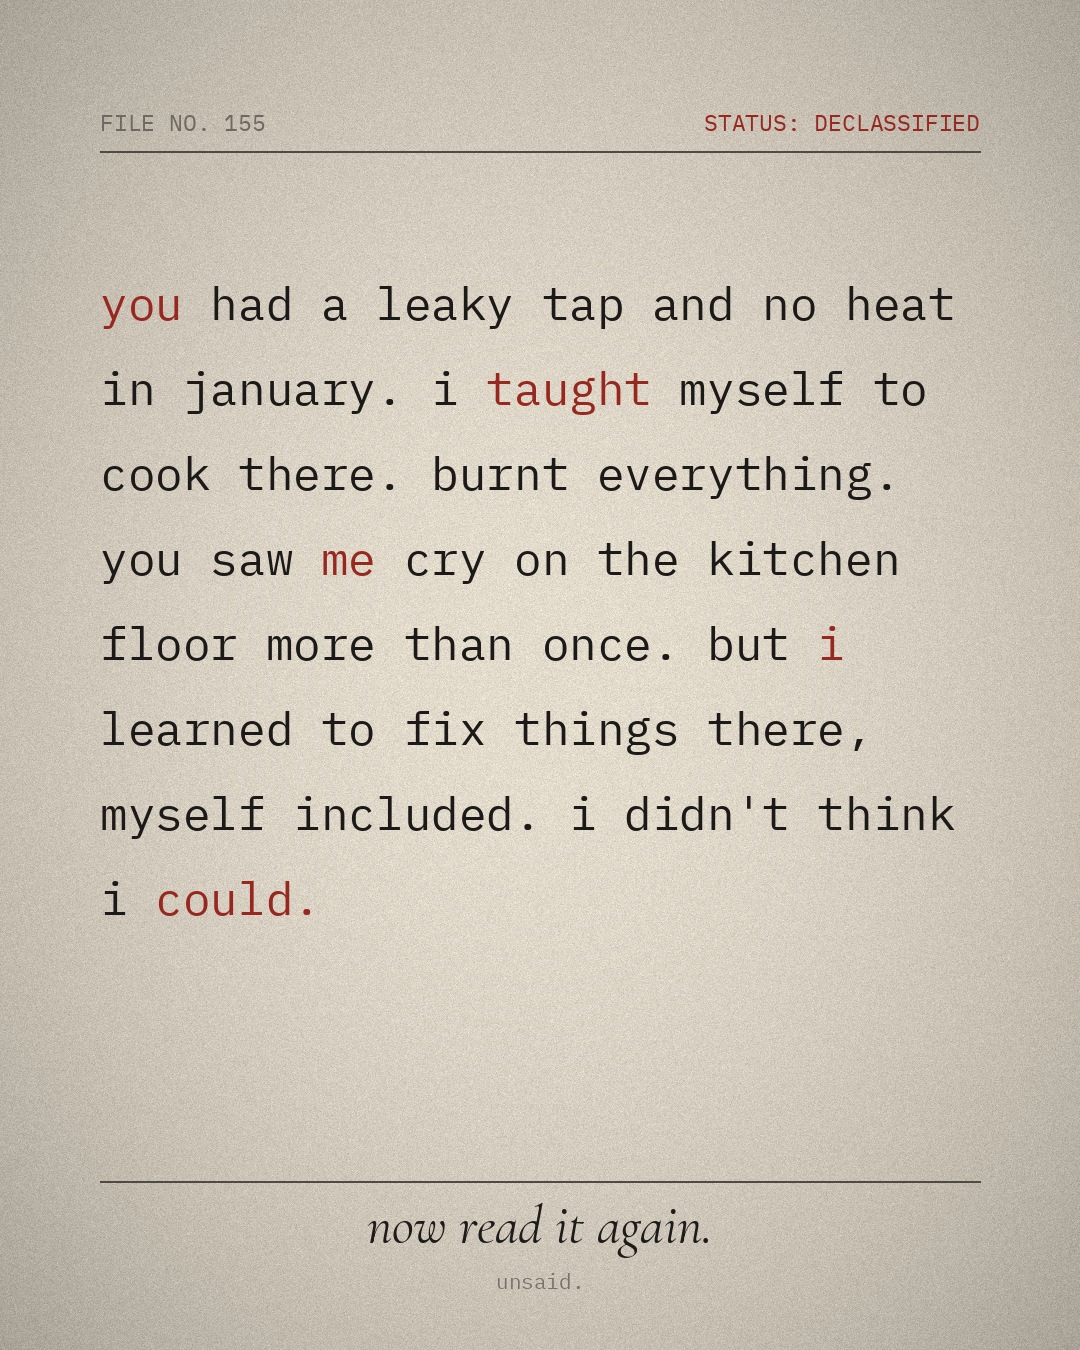 FILE NO. 155
STATUS: DECLASSIFIED
you had a leaky tap and no heat
in january. i taught myself to
cook there. burnt everything.
you saw me cry on the kitchen
floor more than once. but i
learned to fix things there,
myself included. i didn't think
i could.
now read it again.
unsaid.